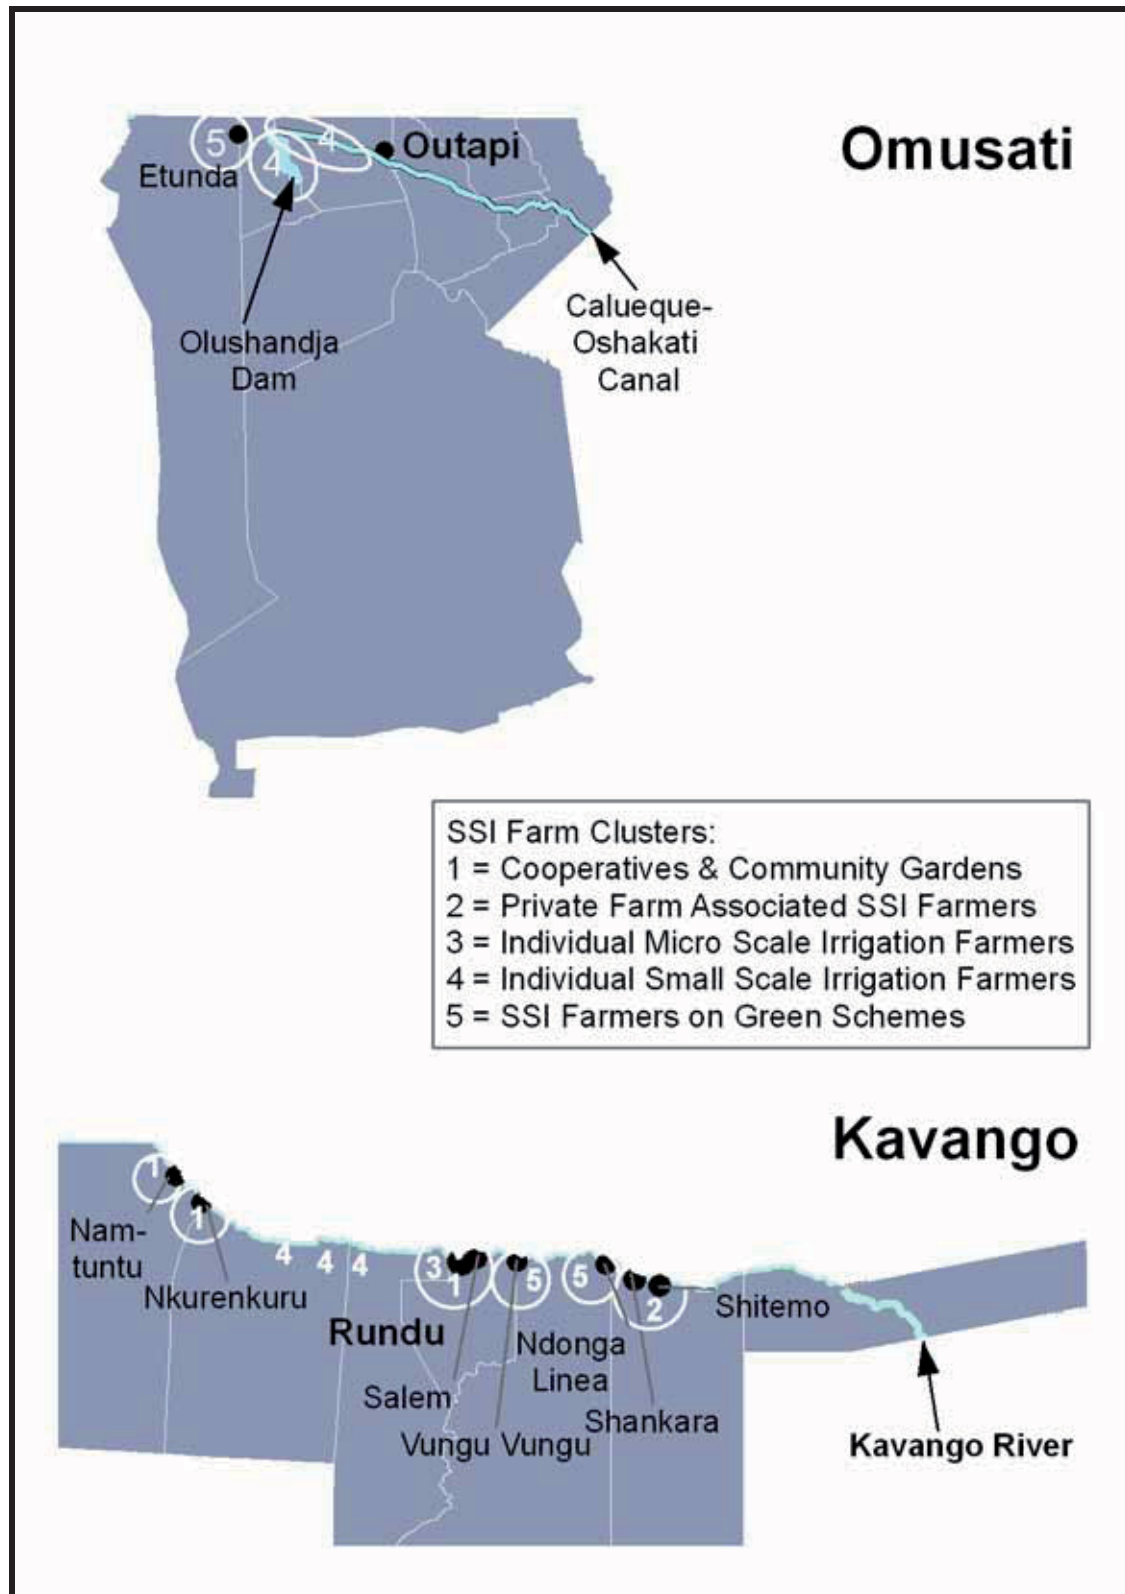 Omusati
5
4
4
Outapi
Etunda
Olushandja
Dam
Calueque-
Oshakati
Canal
SSI Farm Clusters:
1 = Cooperatives & Community Gardens
2 = Private Farm Associated SSI Farmers
3 = Individual Micro Scale Irrigation Farmers
4 = Individual Small Scale Irrigation Farmers
5 = SSI Farmers on Green Schemes
Kavango
1
1
Nam-
tuntu
Nkurenkuru
4
4
4
3
1
5
5
2
Rundu
Salem
Vungu Vungu
Ndonga
Linea
Shankara
Shitemo
Kavango River